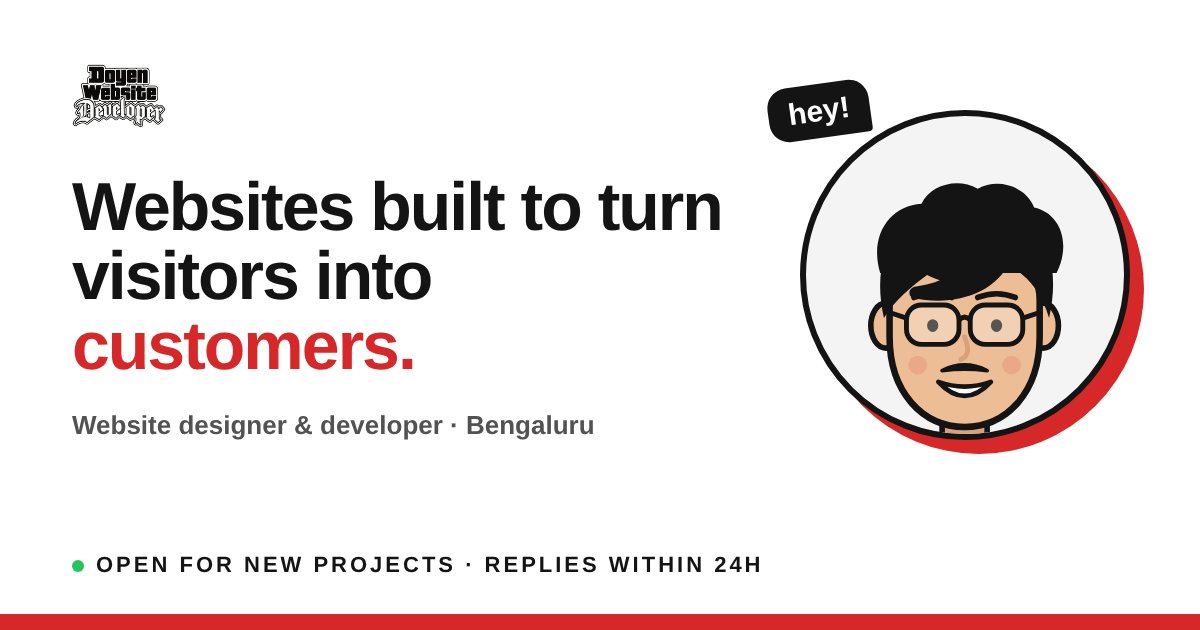 Doyen
Website
Developer
hey!
Websites built to turn
visitors into
customers.
Website designer & developer · Bengaluru
OPEN FOR NEW PROJECTS · REPLIES WITHIN 24H